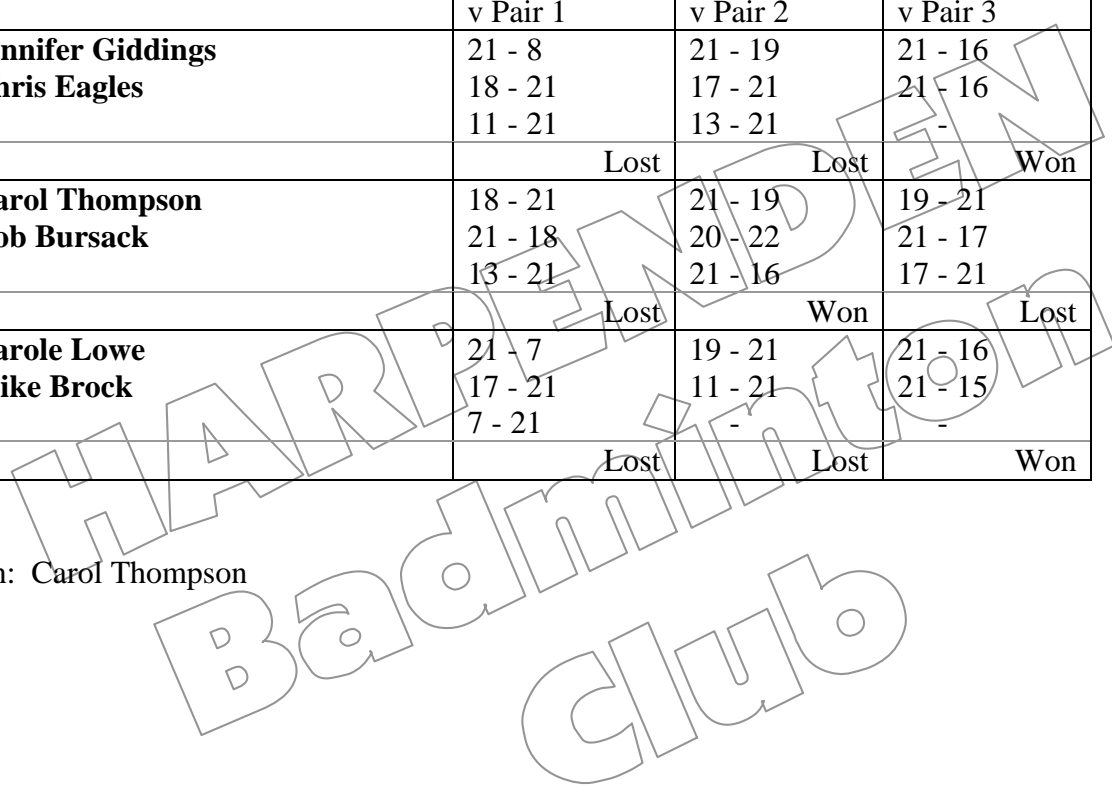 v Pair 1 v Pair 2 v Pair 3
nnifer Giddings 21 - 8 21 - 19 21 - 16
hris Eagles 18 - 21 17 - 21 21 - 16
11 - 21 13 - 21 -
Lost Lost Won
arol Thompson 18 - 21 21 - 19 19 - 21
ob Bursack 21 - 18 20 - 22 21 - 17
13 - 21 21 - 16 17 - 21
Lost Won Lost
arole Lowe 21 - 7 19 - 21 21 - 16
ike Brock 17 - 21 11 - 21 21 - 15
7 - 21 - -
Lost Lost Won
n: Carol Thompson
HARPENDEN
Badminton
Club